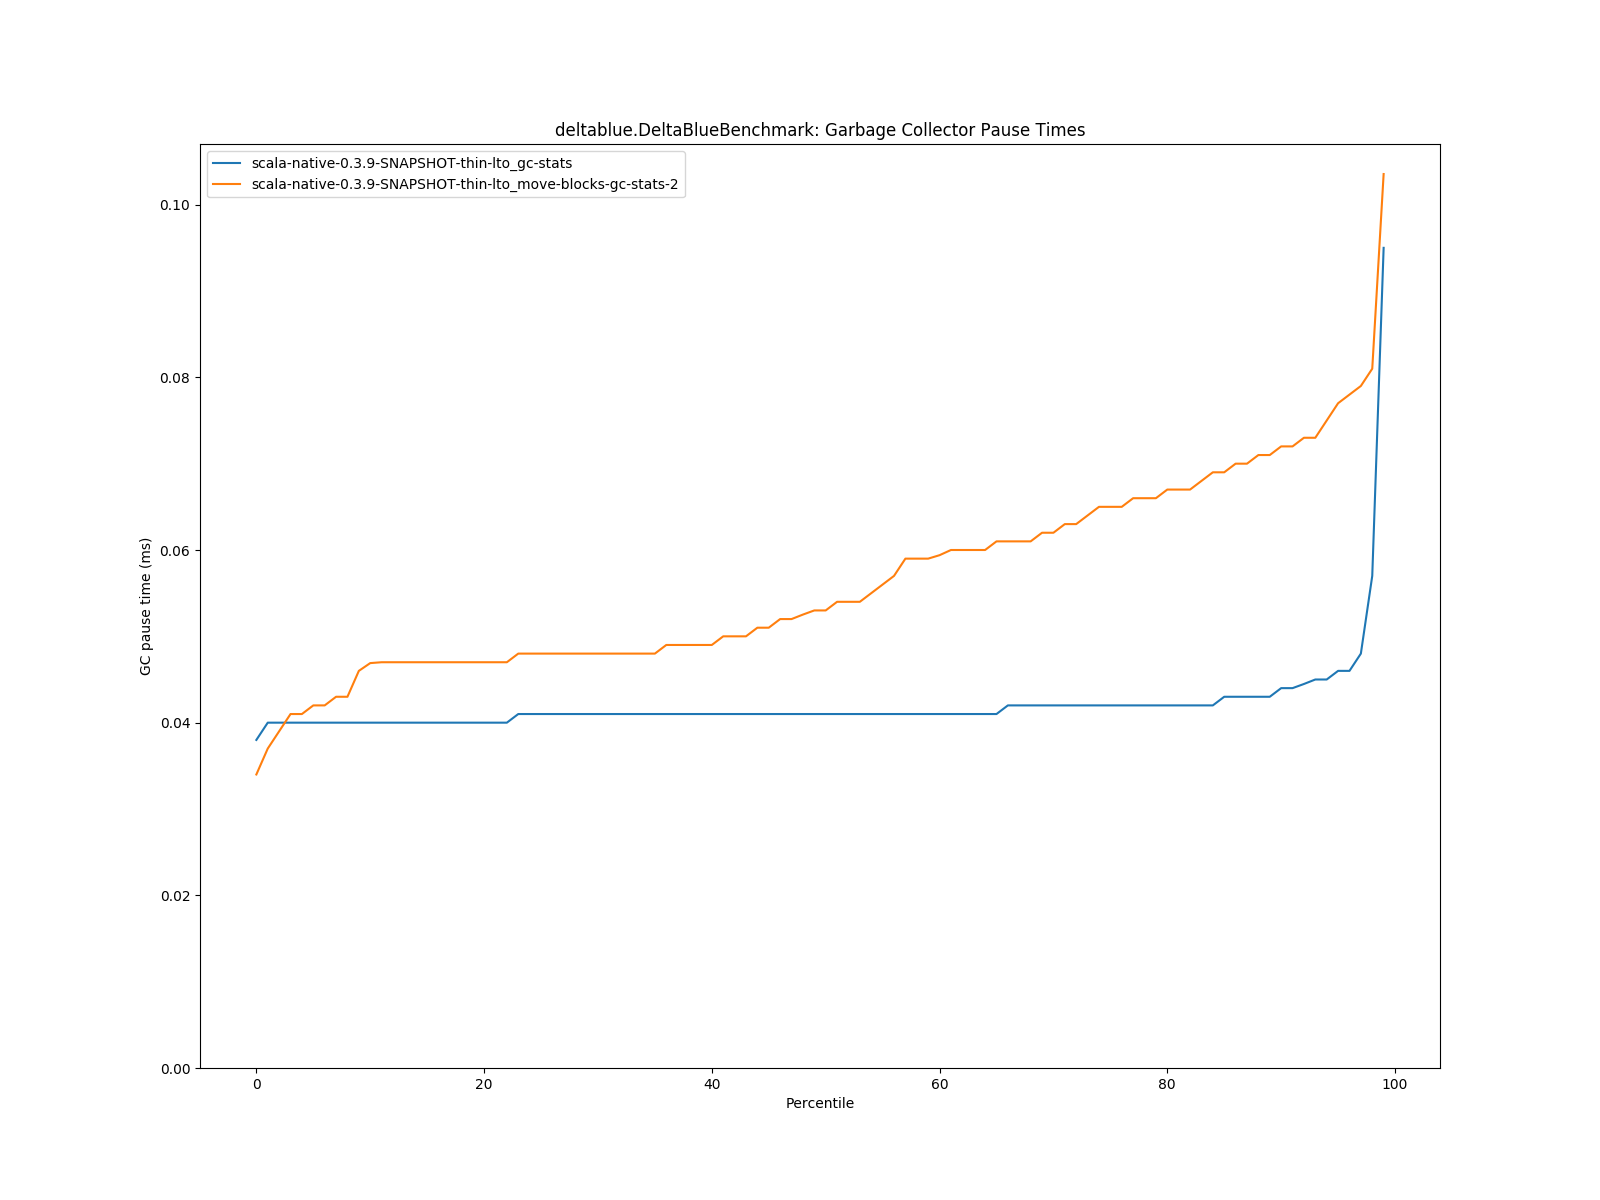 deltablue.DeltaBlueBenchmark: Garbage Collector Pause Times
scala-native-0.3.9-SNAPSHOT-thin-lto_gc-stats
scala-native-0.3.9-SNAPSHOT-thin-lto_move-blocks-gc-stats-2
0.10
0.08
0.06
0.04
0.02
0.00
GC pause time (ms)
0 20 40 60 80 100
Percentile